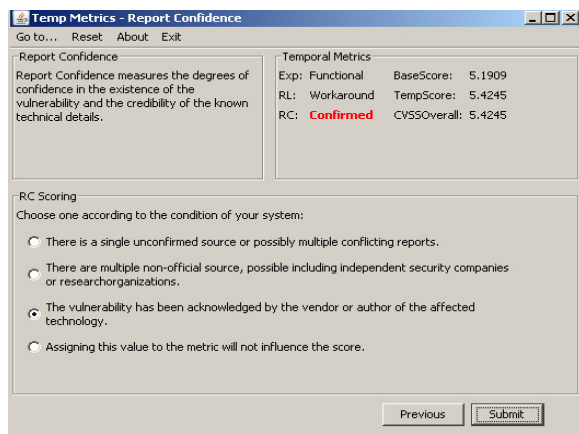 Temp Metrics - Report Confidence
Go to... Reset About Exit
Report Confidence
Report Confidence measures the degrees of
confidence in the existence of the
vulnerability and the credibility of the known
technical details.
Temporal Metrics
Exp: Functional BaseScore: 5.1909
RL: Workaround TempScore: 5.4245
RC: Confirmed CVSSOverall: 5.4245
RC Scoring
Choose one according to the condition of your system:
There is a single unconfirmed source or possibly multiple conflicting reports.
There are multiple non-official source, possible including independent security companies
or researchorganizations.
The vulnerability has been acknowledged by the vendor or author of the affected
technology.
Assigning this value to the metric will not influence the score.
Previous Submit